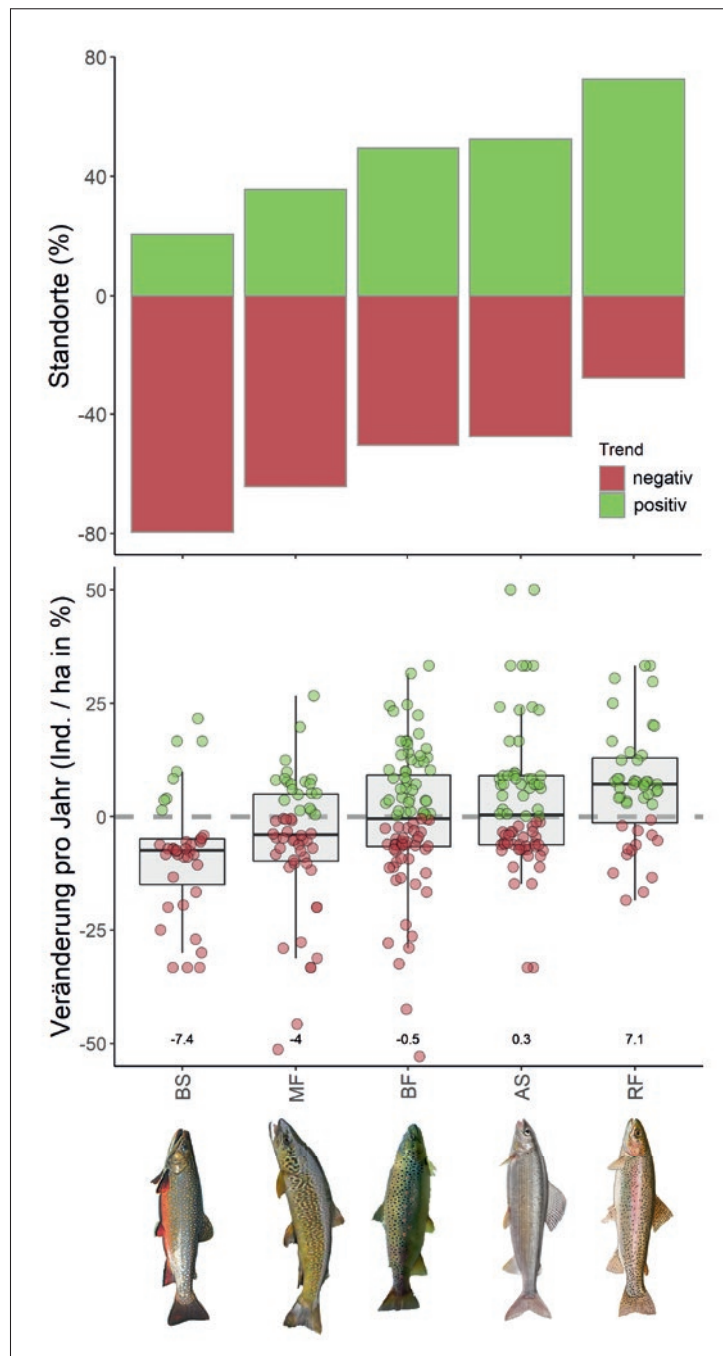 80
40
0
-40
-80
Standorte (%)
Trend
negativ
positiv
50
25
0
-25
-50
Veränderung pro Jahr (Ind. / ha in %)
-7.4
-4
-0.5
0.3
7.1
BS
MF
BF
AS
RF